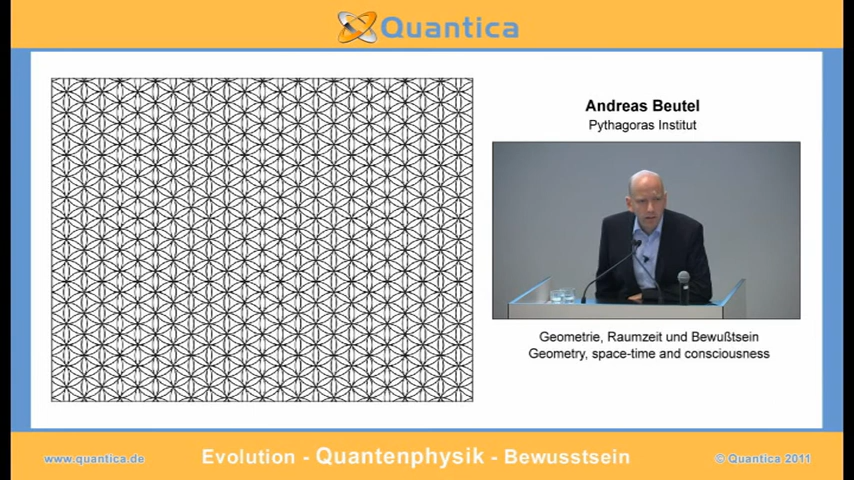 Quantica
Andreas Beutel
Pythagoras Institut
Geometrie, Raumzeit und Bewußtsein
Geometry, space-time and consciousness
www.quantica.de
Evolution - Quantenphysik - Bewusstsein
© Quantica 2011